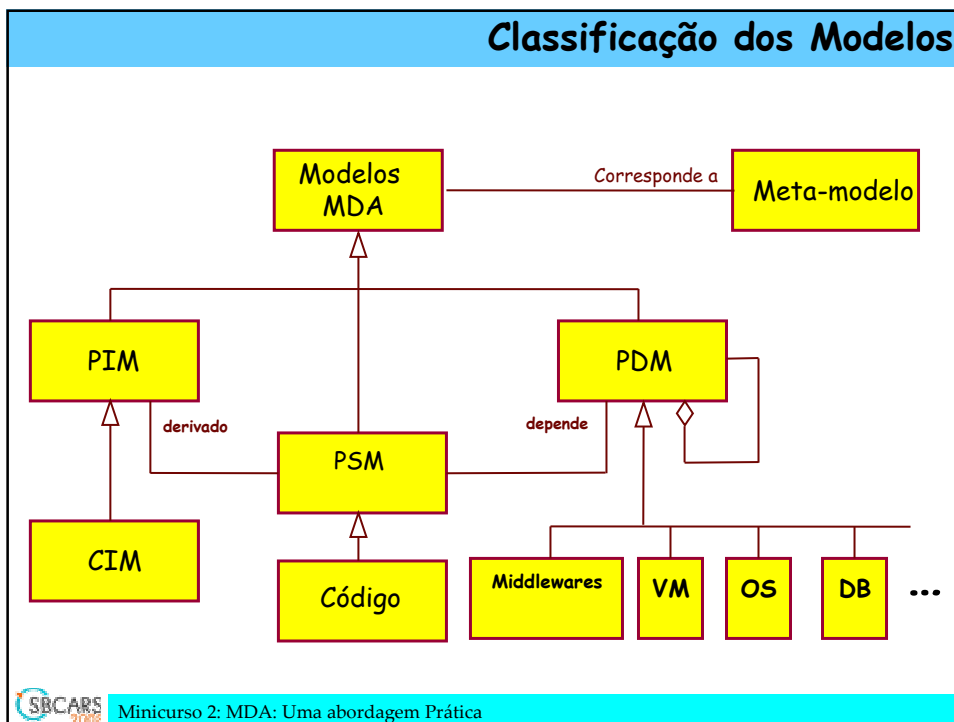 Classificação dos Modelos
Modelos
MDA
Corresponde a
Meta-modelo
PIM
PDM
derivado
depende
PSM
CIM
Código
Middlewares
VM
OS
DB
...
SBCARS
Minicurso 2: MDA: Uma abordagem Prática